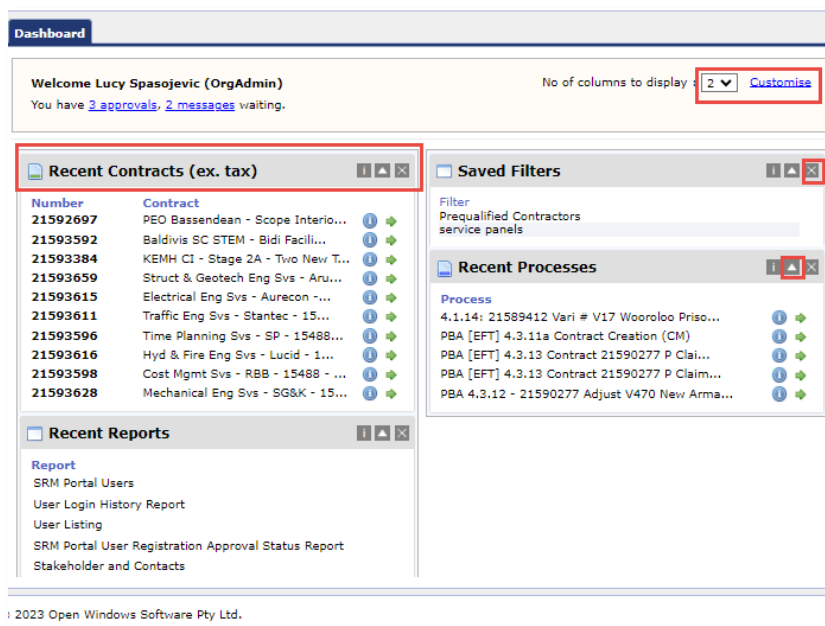 Dashboard
Welcome Lucy Spasojevic (OrgAdmin)
No of columns to display : 2 Customise
You have 3 approvals, 2 messages waiting.
Recent Contracts (ex. tax)
Number Contract
21592697 PEO Bassendean - Scope Interio...
21593592 Baldivis SC STEM - Bidi Facili...
21593384 KEMH CI - Stage 2A - Two New T...
21593659 Struct & Geotech Eng Svs - Aru...
21593615 Electrical Eng Svs - Aurecon -...
21593611 Traffic Eng Svs - Stantec - 15...
21593596 Time Planning Svs - SP - 15488...
21593616 Hyd & Fire Eng Svs - Lucid - 1...
21593598 Cost Mgmt Svs - RBB - 15488 - ...
21593628 Mechanical Eng Svs - SG&K - 15...
Recent Reports
Report
SRM Portal Users
User Login History Report
User Listing
SRM Portal User Registration Approval Status Report
Stakeholder and Contacts
Saved Filters
Filter
Prequalified Contractors
service panels
Recent Processes
Process
4.1.14: 21589412 Vari # V17 Wooroloo Priso...
PBA [EFT] 4.3.11a Contract Creation (CM)
PBA [EFT] 4.3.13 Contract 21590277 P Clai...
PBA [EFT] 4.3.13 Contract 21590277 P Claim...
PBA 4.3.12 - 21590277 Adjust V470 New Arma...
2023 Open Windows Software Pty Ltd.